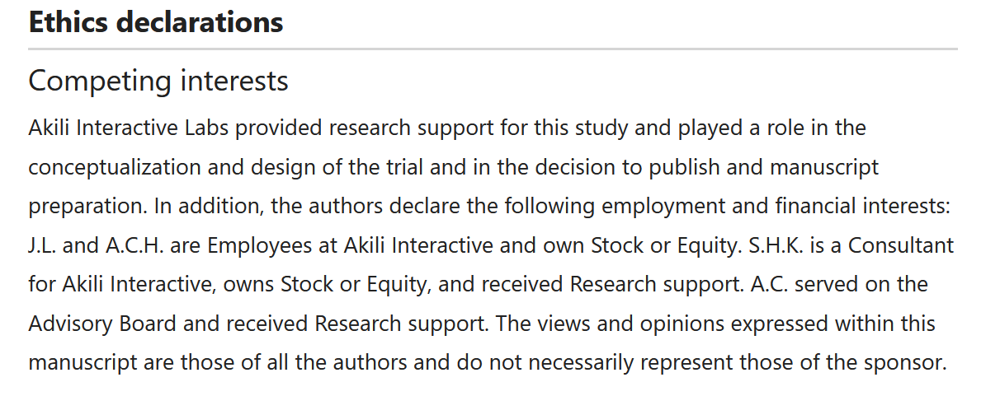 Ethics declarations
Competing interests
Akili Interactive Labs provided research support for this study and played a role in the
conceptualization and design of the trial and in the decision to publish and manuscript
preparation. In addition, the authors declare the following employment and financial interests:
J.L. and A.C.H. are Employees at Akili Interactive and own Stock or Equity. S.H.K. is a Consultant
for Akili Interactive, owns Stock or Equity, and received Research support. A.C. served on the
Advisory Board and received Research support. The views and opinions expressed within this
manuscript are those of all the authors and do not necessarily represent those of the sponsor.